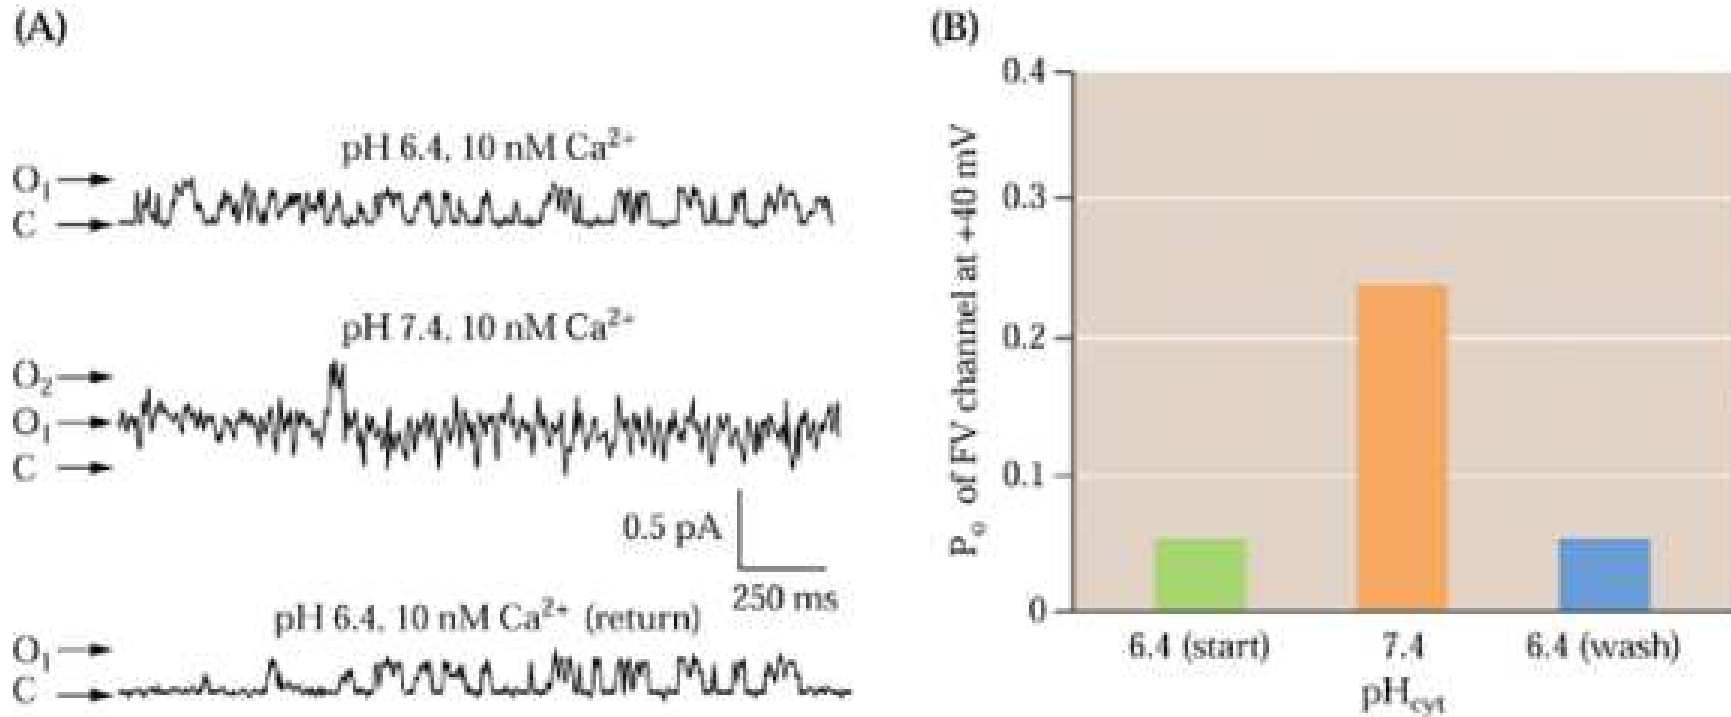 (A)
pH 6.4, 10 nM Ca²⁺
O₁
C
pH 7.4, 10 nM Ca²⁺
O₂
O₁
C
0.5 pA
250 ms
pH 6.4, 10 nM Ca²⁺ (return)
O₁
C
(B)
Pₒ of FV channel at +40 mV
0.4
0.3
0.2
0.1
0
6.4 (start) 7.4 6.4 (wash)
pHcyt